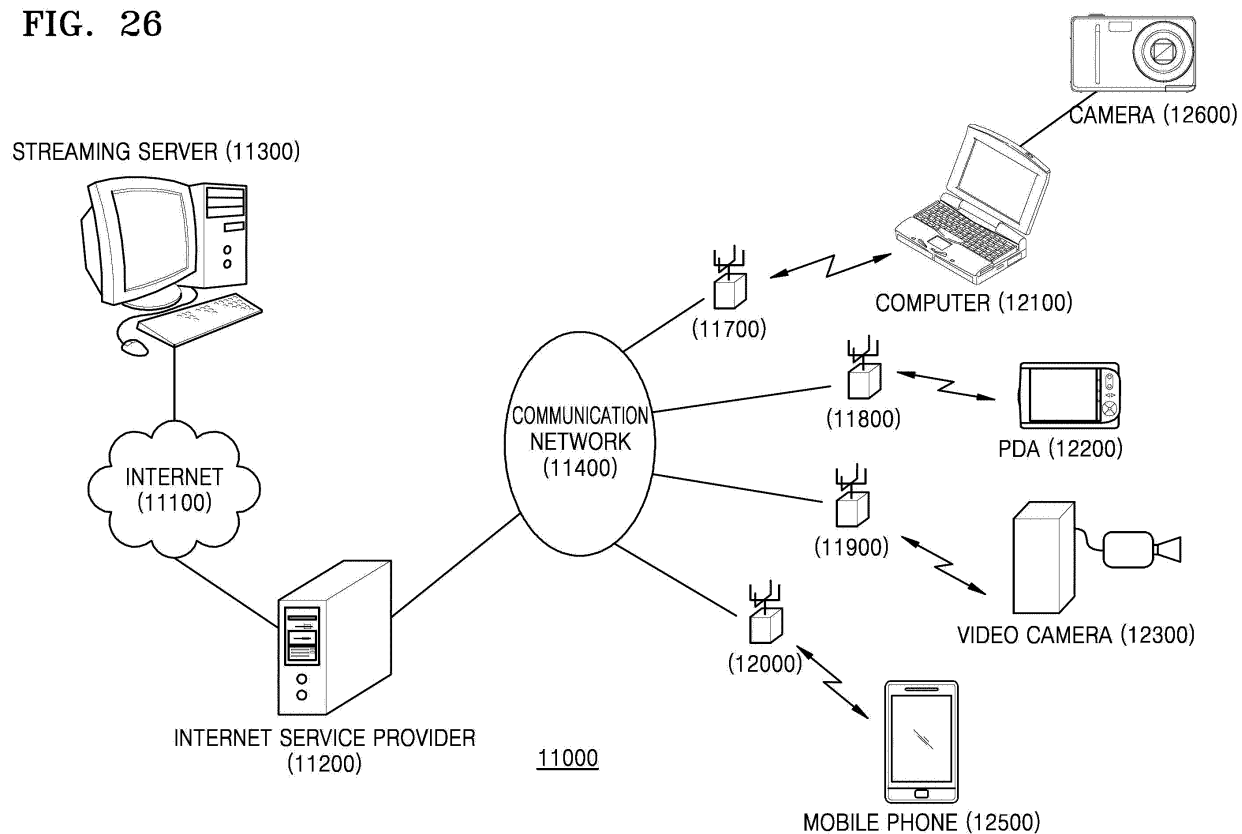 FIG. 26
CAMERA (12600)
STREAMING SERVER (11300)
COMPUTER (12100)
(11700)
(11800)
PDA (12200)
COMMUNICATION
NETWORK
(11400)
INTERNET
(11100)
(11900)
VIDEO CAMERA (12300)
(12000)
INTERNET SERVICE PROVIDER
(11200)
11000
MOBILE PHONE (12500)